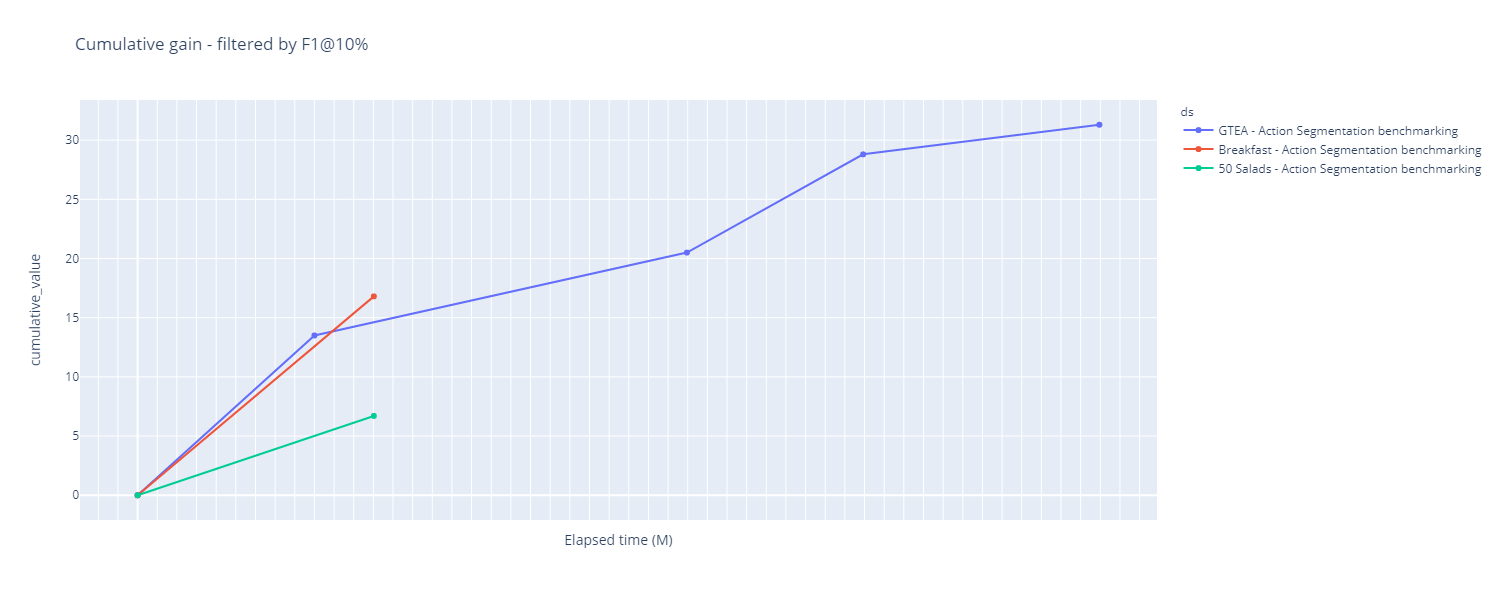 Cumulative gain - filtered by F1@10%
ds
GTEA - Action Segmentation benchmarking
Breakfast - Action Segmentation benchmarking
50 Salads - Action Segmentation benchmarking
30
25
20
15
10
5
0
cumulative_value
Elapsed time (M)